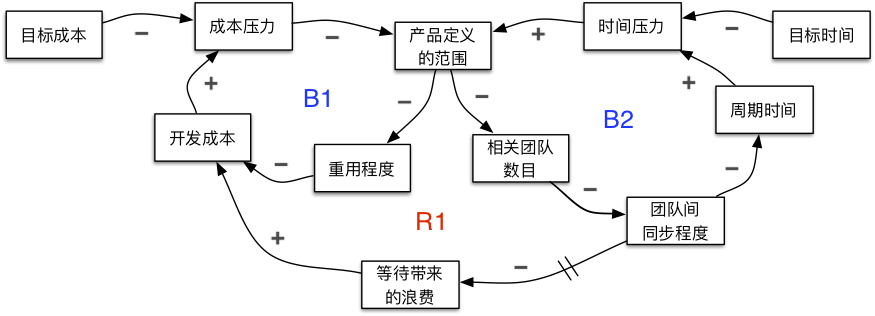 目标成本
−
成本压力
−
产品定义
的范围
+
时间压力
−
目标时间
+
B1
−
−
B2
+
周期时间
开发成本
−
重用程度
相关团队
数目
−
−
R1
团队间
同步程度
+
等待带来
的浪费
−